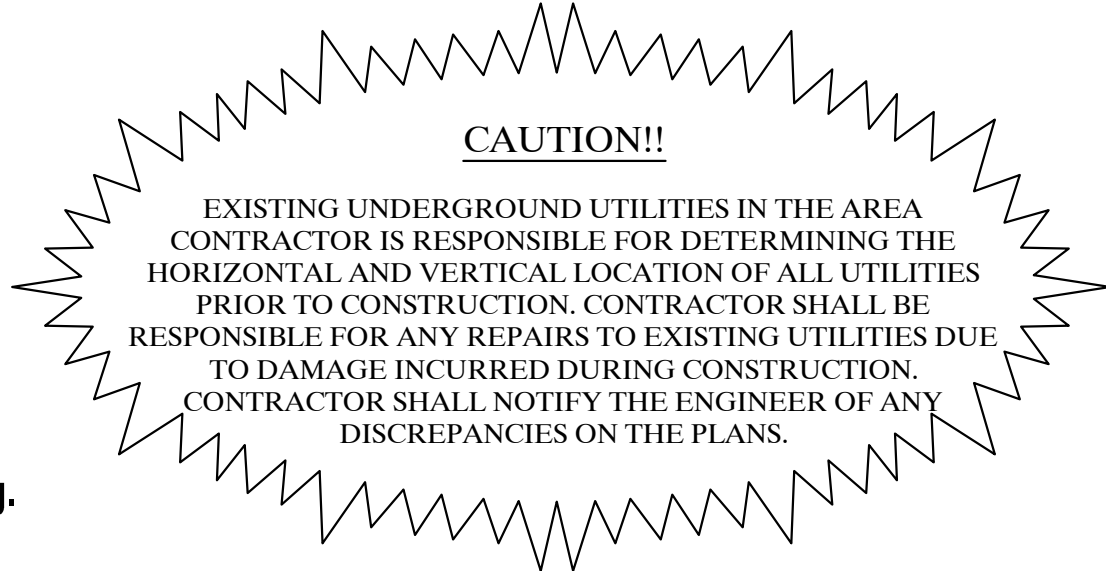 CAUTION!!
EXISTING UNDERGROUND UTILITIES IN THE AREA
CONTRACTOR IS RESPONSIBLE FOR DETERMINING THE
HORIZONTAL AND VERTICAL LOCATION OF ALL UTILITIES
PRIOR TO CONSTRUCTION. CONTRACTOR SHALL BE
RESPONSIBLE FOR ANY REPAIRS TO EXISTING UTILITIES DUE
TO DAMAGE INCURRED DURING CONSTRUCTION.
CONTRACTOR SHALL NOTIFY THE ENGINEER OF ANY
DISCREPANCIES ON THE PLANS.